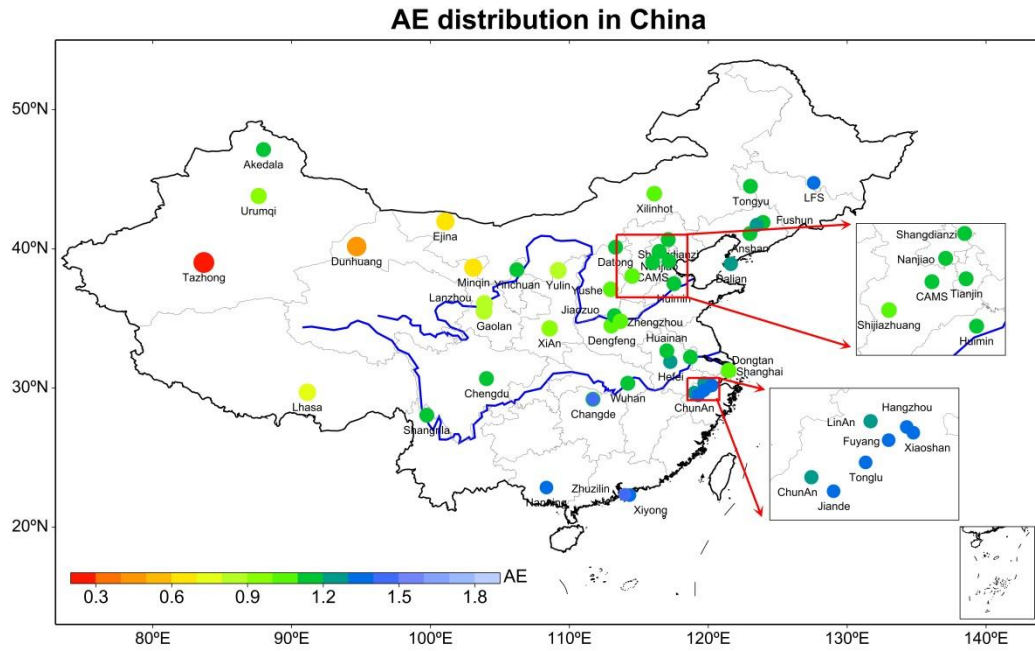 AE distribution in China
50ºN
40ºN
30ºN
20ºN
Akedala
Urumqi
Tazhong
Dunhuang
Ejina
Minqin
Lanzhou
Gaolan
Yinchuan
Yulin
XiAn
Lhasa
Chengdu
Shangrila
Xilinhot
Tongyu
LFS
Fushun
Anshan
Dalian
Datong
Shangdianzi
Nanjiao
CAMS
Yushe
Huimin
Jiaozuo
Zhengzhou
Dengfeng
Huainan
Hefei
Dongtan
Shanghai
Wuhan
Changde
ChunAn
Nanning
Zhuzilin
Xiyong
Shangdianzi
Nanjiao
CAMS
Tianjin
Shijiazhuang
Huimin
Hangzhou
LinAn
Fuyang
Xiaoshan
Tonglu
ChunAn
Jiande
AE
0.3 0.6 0.9 1.2 1.5 1.8
80ºE 90ºE 100ºE 110ºE 120ºE 130ºE 140ºE